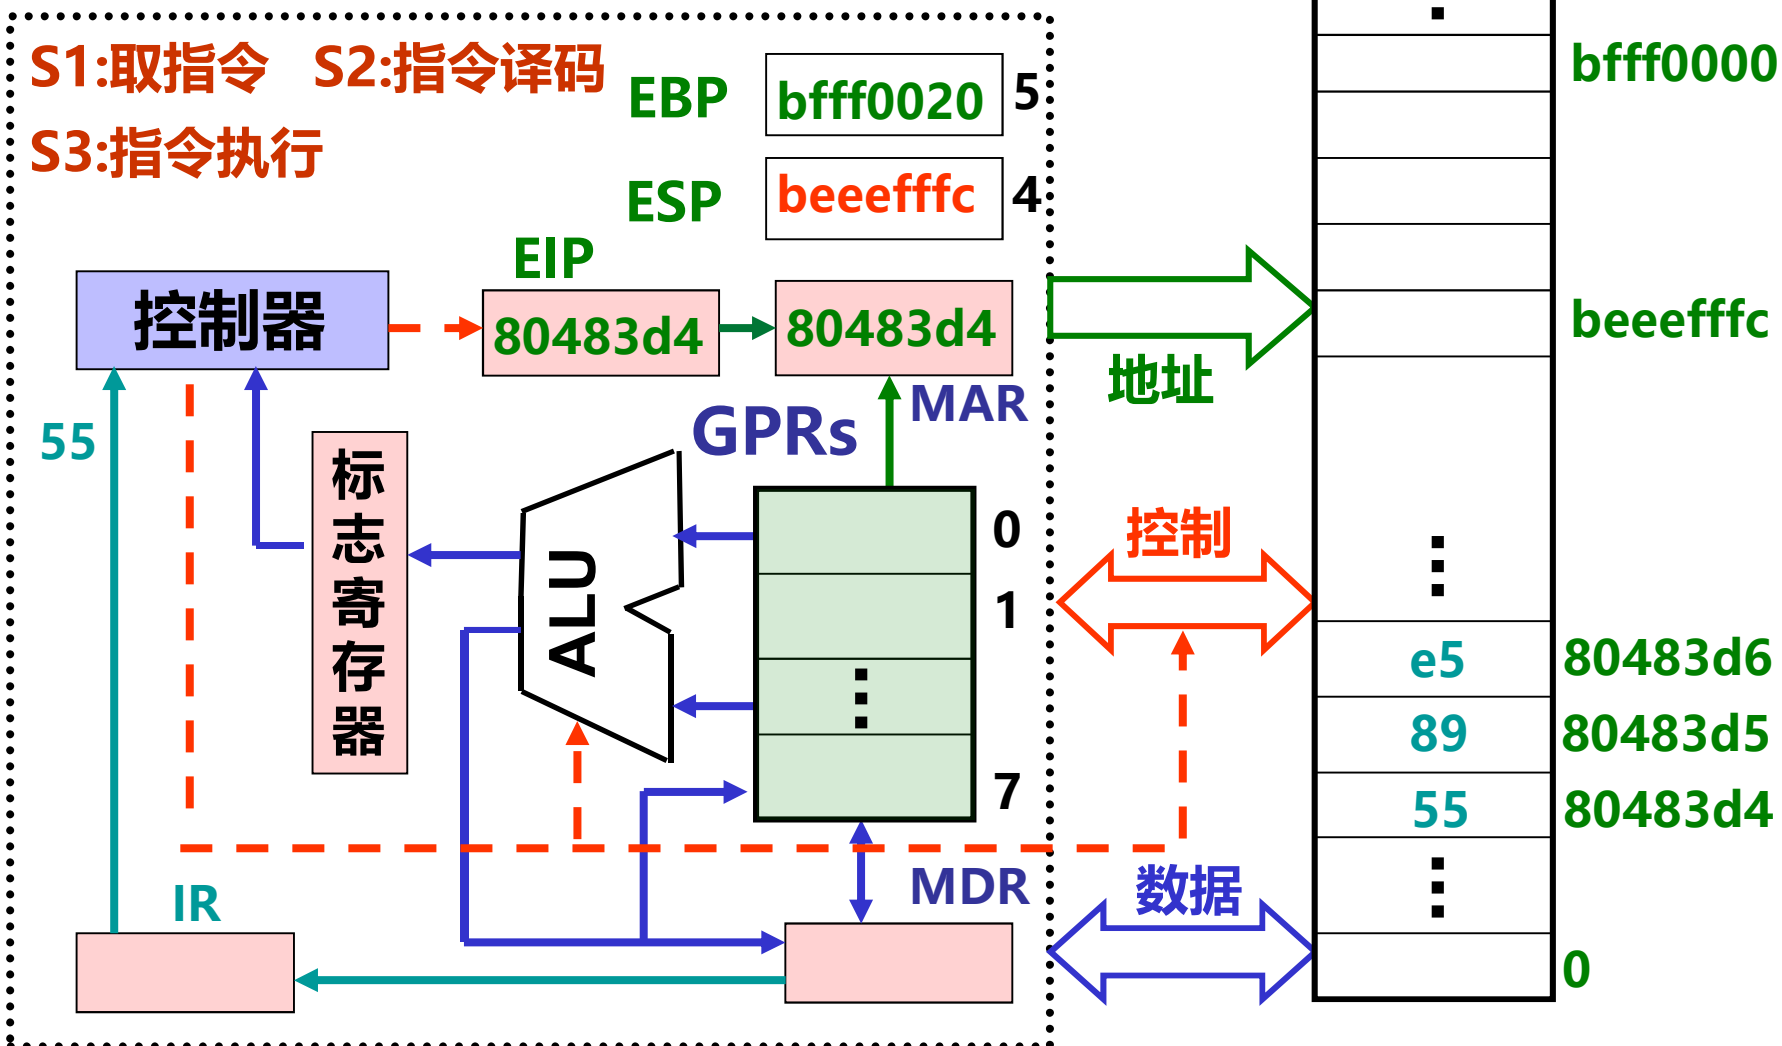 S1:取指令 S2:指令译码
S3:指令执行
EBP
bfff0020
5
ESP
beeefffc
4
EIP
控制器
80483d4
80483d4
MAR
GPRs
55
标志寄存器
ALU
0
1
7
IR
MDR
地址
控制
数据
bfff0000
beeefffc
e5
80483d6
89
80483d5
55
80483d4
0